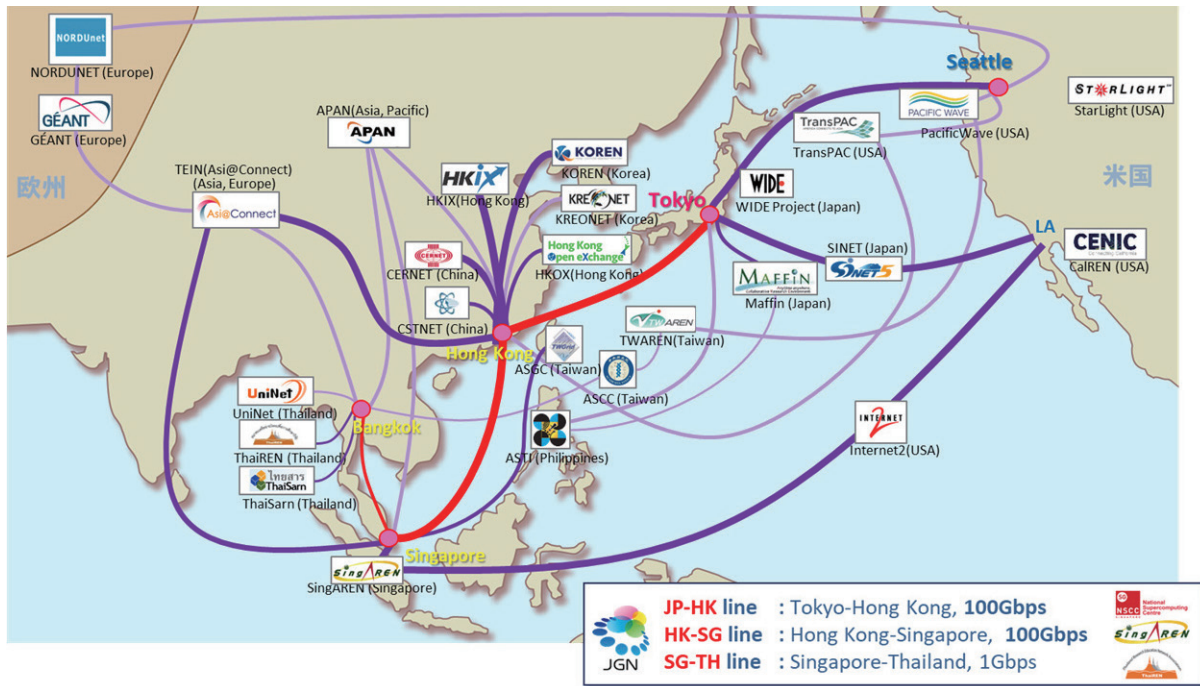 NORDUnet
NORDUNET (Europe)
GÉANT
GÉANT (Europe)
欧州
TEIN(Asi@Connect)
(Asia, Europe)
Asi@Connect
APAN(Asia, Pacific)
APAN
HKIX
HKIX(Hong Kong)
KOREN
KOREN (Korea)
KREONET
KREONET (Korea)
CERNET
CERNET (China)
Hong Kong
Open eXchange
HKOX(Hong Kong)
CSTNET (China)
Hong Kong
Tokyo
WIDE
WIDE Project (Japan)
Seattle
TransPAC
TransPAC (USA)
PACIFIC WAVE
PacificWave (USA)
STARLIGHT
StarLight (USA)
米国
LA
CENIC
CalREN (USA)
SINET (Japan)
SINET5
MAFFIN
Maffin (Japan)
TWAREN
TWAREN(Taiwan)
TWGrid
ASGC (Taiwan)
ASCC (Taiwan)
ASTI (Philippines)
INTERNET
2
Internet2(USA)
UniNet
UniNet (Thailand)
Bangkok
ThaiREN (Thailand)
ไทยสาร
ThaiSarn
ThaiSarn (Thailand)
Singapore
SingAREN
SingAREN (Singapore)
JGN
JP-HK line : Tokyo-Hong Kong, 100Gbps
HK-SG line : Hong Kong-Singapore, 100Gbps
SG-TH line : Singapore-Thailand, 1Gbps
SG
NSCC
National
Supercomputing
Centre
SingAREN
ThaiREN